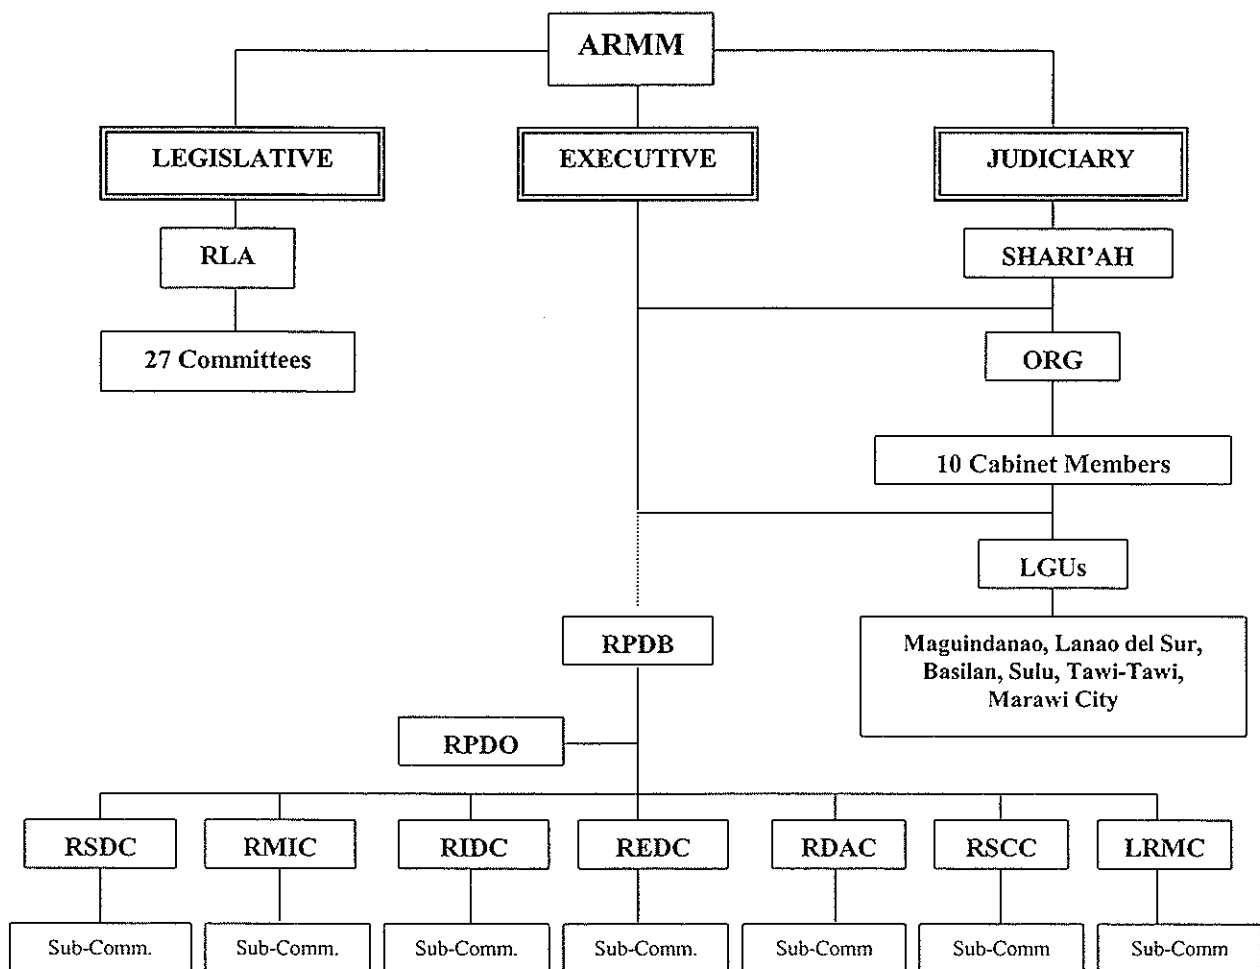 ARMM
LEGISLATIVE
EXECUTIVE
JUDICIARY
RLA
SHARI'AH
27 Committees
ORG
10 Cabinet Members
LGUs
RPDB
Maguindanao, Lanao del Sur,
Basilan, Sulu, Tawi-Tawi,
Marawi City
RPDO
RSDC
RMIC
RIDC
REDC
RDAC
RSCC
LRMC
Sub-Comm.
Sub-Comm.
Sub-Comm.
Sub-Comm.
Sub-Comm
Sub-Comm
Sub-Comm